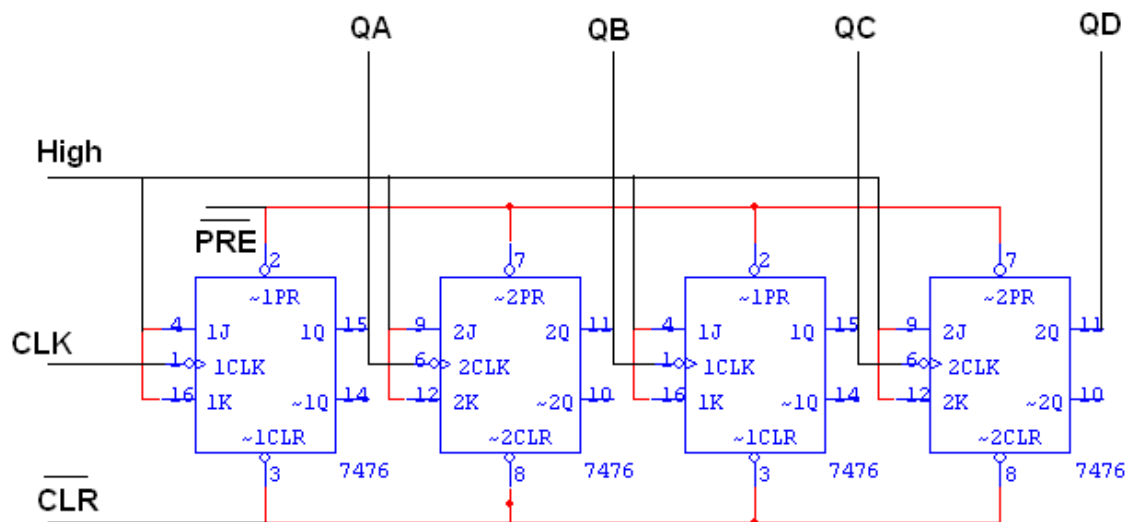 QA QB QC QD
High
PRE
2 7 2 7
~1PR ~2PR ~1PR ~2PR
4 1J 1Q 15 9 2J 2Q 11 4 1J 1Q 15 9 2J 2Q 11
CLK
1 1CLK 6 2CLK 1 1CLK 6 2CLK
16 1K ~1Q 14 12 2K ~2Q 10 16 1K ~1Q 14 12 2K ~2Q 10
~1CLR ~2CLR ~1CLR ~2CLR
3 7476 8 7476 3 7476 8 7476
CLR